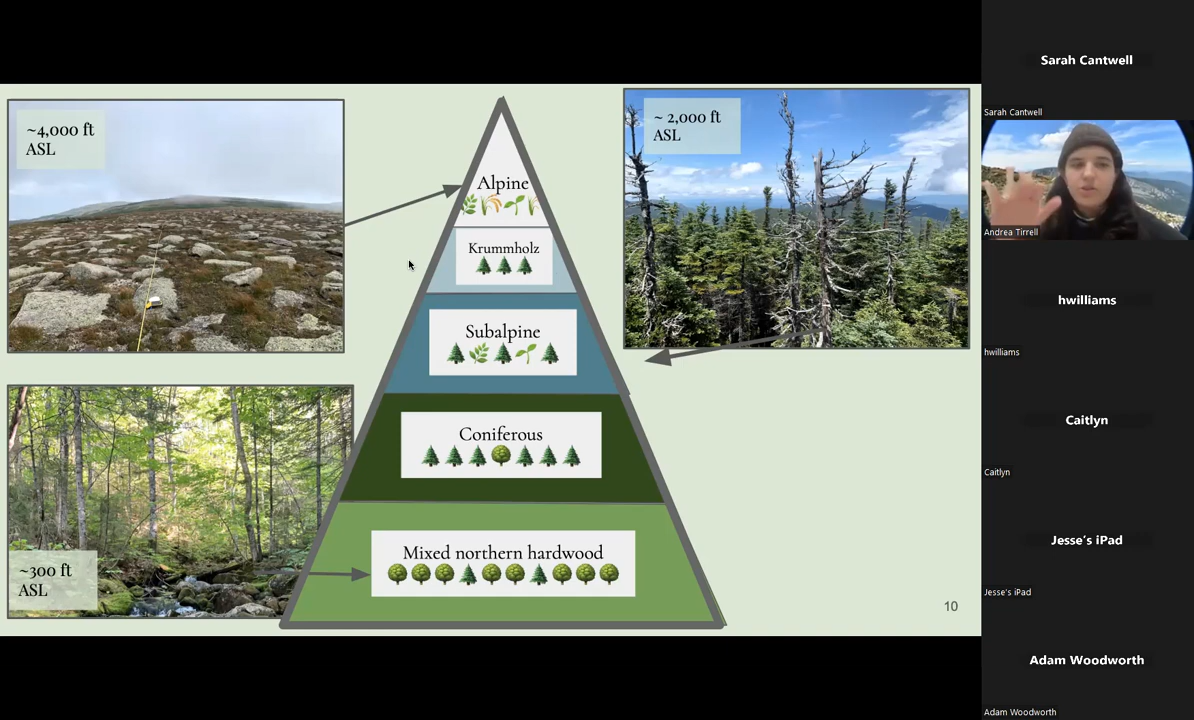 ~4,000 ft
ASL
~ 2,000 ft
ASL
Alpine
Krummholz
Subalpine
Coniferous
~300 ft
ASL
Mixed northern hardwood
10
Sarah Cantwell
Sarah Cantwell
Andrea Tirrell
hwilliams
hwilliams
Caitlyn
Caitlyn
Jesse's iPad
Jesse's iPad
Adam Woodworth
Adam Woodworth